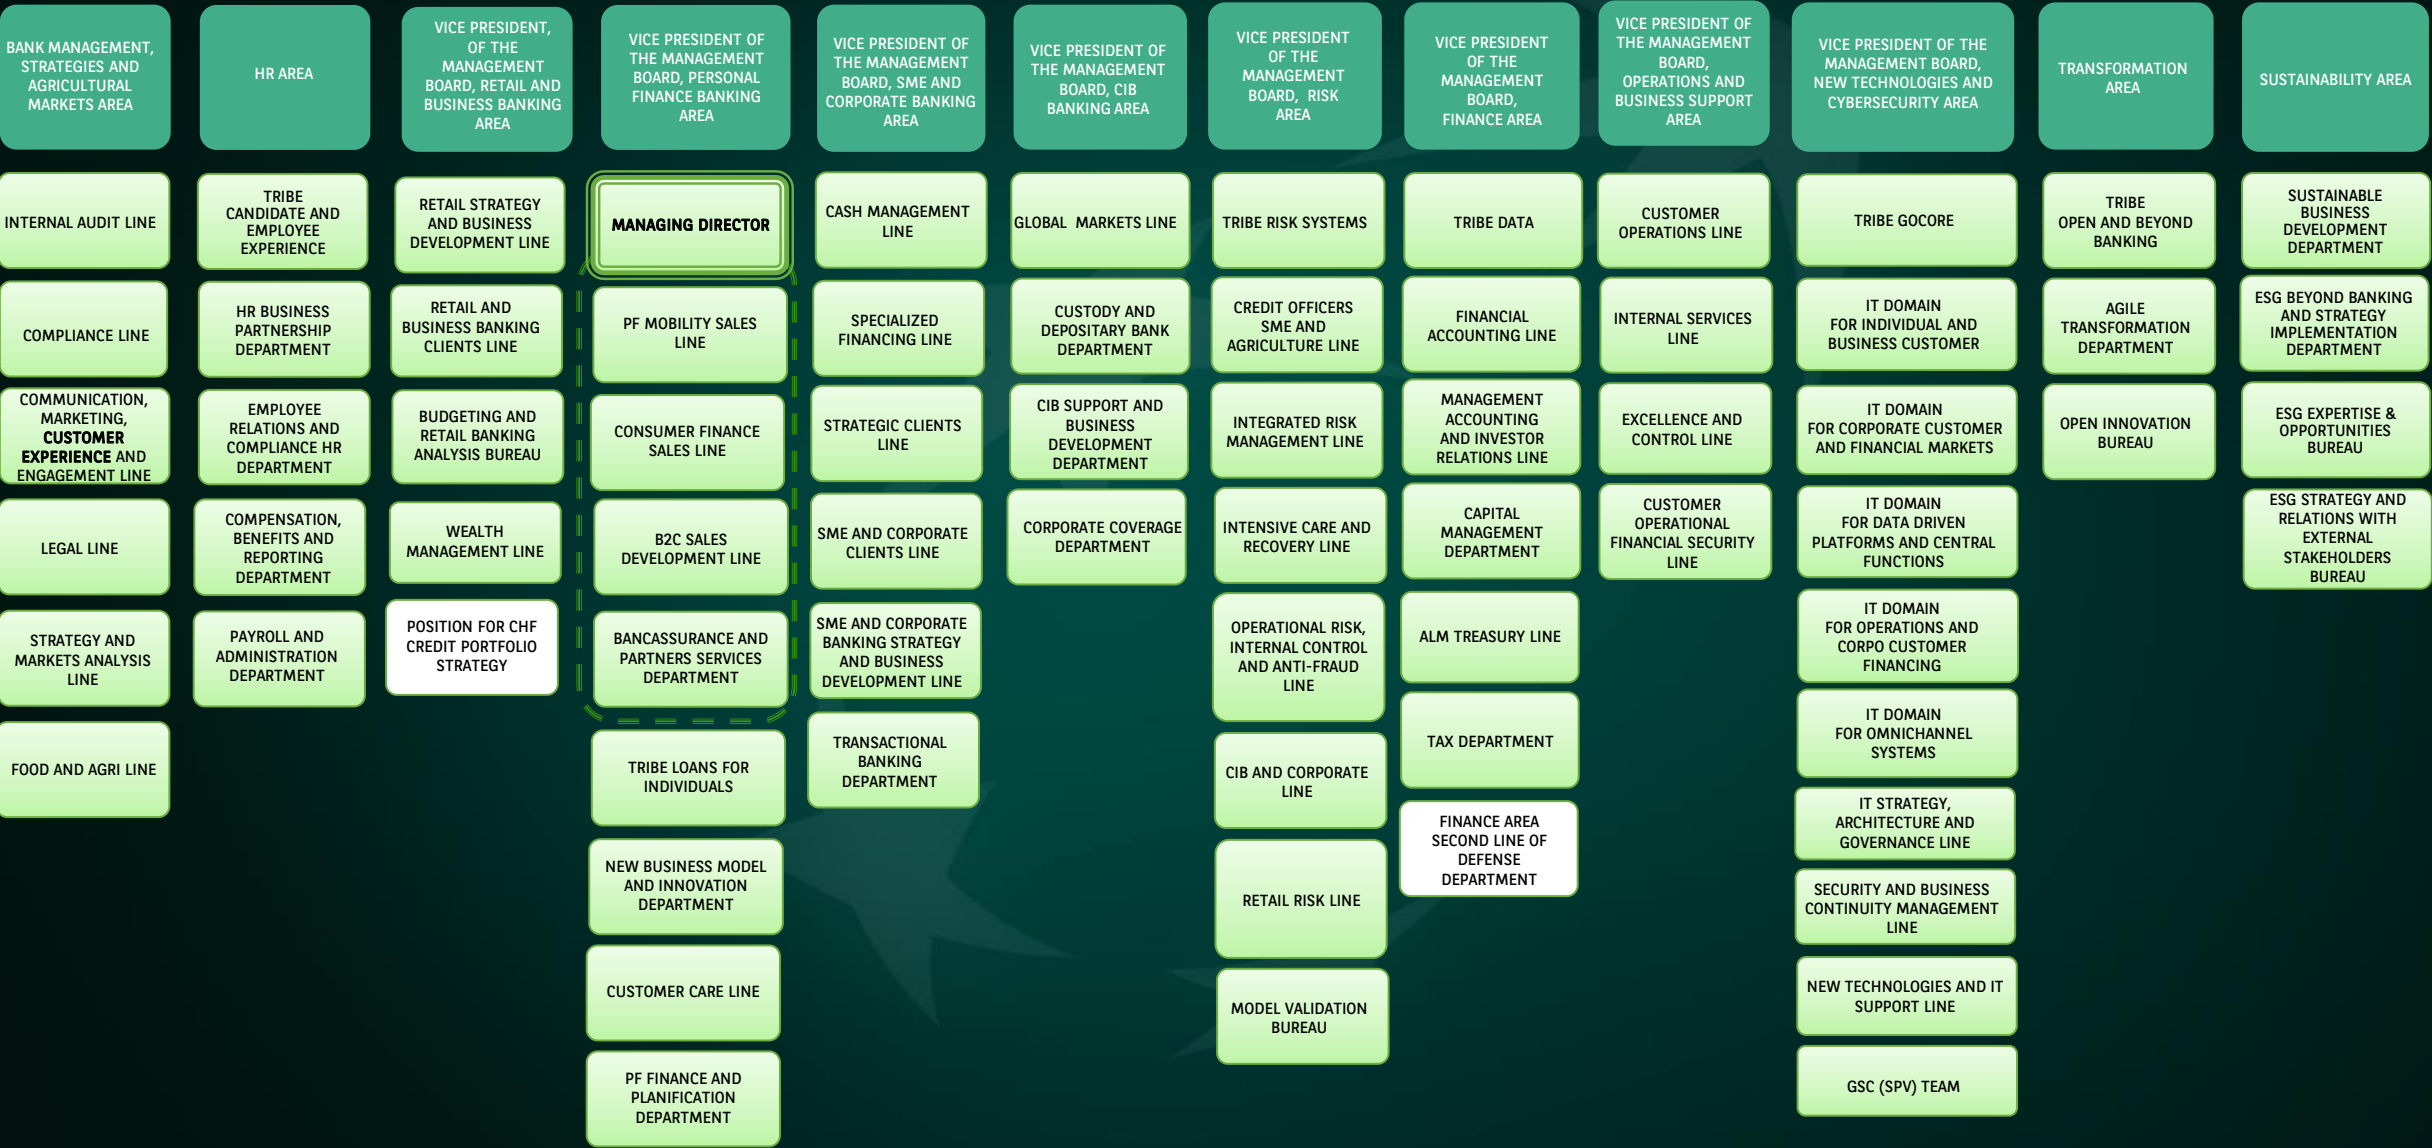 BANK MANAGEMENT,
STRATEGIES AND
AGRICULTURAL
MARKETS AREA
INTERNAL AUDIT LINE
COMPLIANCE LINE
COMMUNICATION,
MARKETING,
CUSTOMER
EXPERIENCE AND
ENGAGEMENT LINE
LEGAL LINE
STRATEGY AND
MARKETS ANALYSIS
LINE
FOOD AND AGRI LINE
HR AREA
TRIBE
CANDIDATE AND
EMPLOYEE
EXPERIENCE
HR BUSINESS
PARTNERSHIP
DEPARTMENT
EMPLOYEE
RELATIONS AND
COMPLIANCE HR
DEPARTMENT
COMPENSATION,
BENEFITS AND
REPORTING
DEPARTMENT
PAYROLL AND
ADMINISTRATION
DEPARTMENT
VICE PRESIDENT,
OF THE
MANAGEMENT
BOARD, RETAIL AND
BUSINESS BANKING
AREA
RETAIL STRATEGY
AND BUSINESS
DEVELOPMENT LINE
RETAIL AND
BUSINESS BANKING
CLIENTS LINE
BUDGETING AND
RETAIL BANKING
ANALYSIS BUREAU
WEALTH
MANAGEMENT LINE
POSITION FOR CHF
CREDIT PORTFOLIO
STRATEGY
VICE PRESIDENT OF
THE MANAGEMENT
BOARD, PERSONAL
FINANCE BANKING
AREA
MANAGING DIRECTOR
PF MOBILITY SALES
LINE
CONSUMER FINANCE
SALES LINE
B2C SALES
DEVELOPMENT LINE
BANCASSURANCE AND
PARTNERS SERVICES
DEPARTMENT
TRIBE LOANS FOR
INDIVIDUALS
NEW BUSINESS MODEL
AND INNOVATION
DEPARTMENT
CUSTOMER CARE LINE
PF FINANCE AND
PLANIFICATION
DEPARTMENT
VICE PRESIDENT OF
THE MANAGEMENT
BOARD, SME AND
CORPORATE BANKING
AREA
CASH MANAGEMENT
LINE
SPECIALIZED
FINANCING LINE
STRATEGIC CLIENTS
LINE
SME AND CORPORATE
CLIENTS LINE
SME AND CORPORATE
BANKING STRATEGY
AND BUSINESS
DEVELOPMENT LINE
TRANSACTIONAL
BANKING
DEPARTMENT
VICE PRESIDENT OF
THE MANAGEMENT
BOARD, CIB
BANKING AREA
GLOBAL MARKETS LINE
CUSTODY AND
DEPOSITARY BANK
DEPARTMENT
CIB SUPPORT AND
BUSINESS
DEVELOPMENT
DEPARTMENT
CORPORATE COVERAGE
DEPARTMENT
VICE PRESIDENT
OF THE
MANAGEMENT
BOARD, RISK
AREA
TRIBE RISK SYSTEMS
CREDIT OFFICERS
SME AND
AGRICULTURE LINE
INTEGRATED RISK
MANAGEMENT LINE
INTENSIVE CARE AND
RECOVERY LINE
OPERATIONAL RISK,
INTERNAL CONTROL
AND ANTI-FRAUD
LINE
CIB AND CORPORATE
LINE
RETAIL RISK LINE
MODEL VALIDATION
BUREAU
VICE PRESIDENT
OF THE
MANAGEMENT
BOARD,
FINANCE AREA
TRIBE DATA
FINANCIAL
ACCOUNTING LINE
MANAGEMENT
ACCOUNTING
AND INVESTOR
RELATIONS LINE
CAPITAL
MANAGEMENT
DEPARTMENT
ALM TREASURY LINE
TAX DEPARTMENT
FINANCE AREA
SECOND LINE OF
DEFENSE
DEPARTMENT
VICE PRESIDENT OF
THE MANAGEMENT
BOARD,
OPERATIONS AND
BUSINESS SUPPORT
AREA
CUSTOMER
OPERATIONS LINE
INTERNAL SERVICES
LINE
EXCELLENCE AND
CONTROL LINE
CUSTOMER
OPERATIONAL
FINANCIAL SECURITY
LINE
VICE PRESIDENT OF THE
MANAGEMENT BOARD,
NEW TECHNOLOGIES AND
CYBERSECURITY AREA
TRIBE GOCORE
IT DOMAIN
FOR INDIVIDUAL AND
BUSINESS CUSTOMER
IT DOMAIN
FOR CORPORATE CUSTOMER
AND FINANCIAL MARKETS
IT DOMAIN
FOR DATA DRIVEN
PLATFORMS AND CENTRAL
FUNCTIONS
IT DOMAIN
FOR OPERATIONS AND
CORPO CUSTOMER
FINANCING
IT DOMAIN
FOR OMNICHANNEL
SYSTEMS
IT STRATEGY,
ARCHITECTURE AND
GOVERNANCE LINE
SECURITY AND BUSINESS
CONTINUITY MANAGEMENT
LINE
NEW TECHNOLOGIES AND IT
SUPPORT LINE
GSC (SPV) TEAM
TRANSFORMATION
AREA
TRIBE
OPEN AND BEYOND
BANKING
AGILE
TRANSFORMATION
DEPARTMENT
OPEN INNOVATION
BUREAU
SUSTAINABILITY AREA
SUSTAINABLE
BUSINESS
DEVELOPMENT
DEPARTMENT
ESG BEYOND BANKING
AND STRATEGY
IMPLEMENTATION
DEPARTMENT
ESG EXPERTISE &
OPPORTUNITIES
BUREAU
ESG STRATEGY AND
RELATIONS WITH
EXTERNAL
STAKEHOLDERS
BUREAU